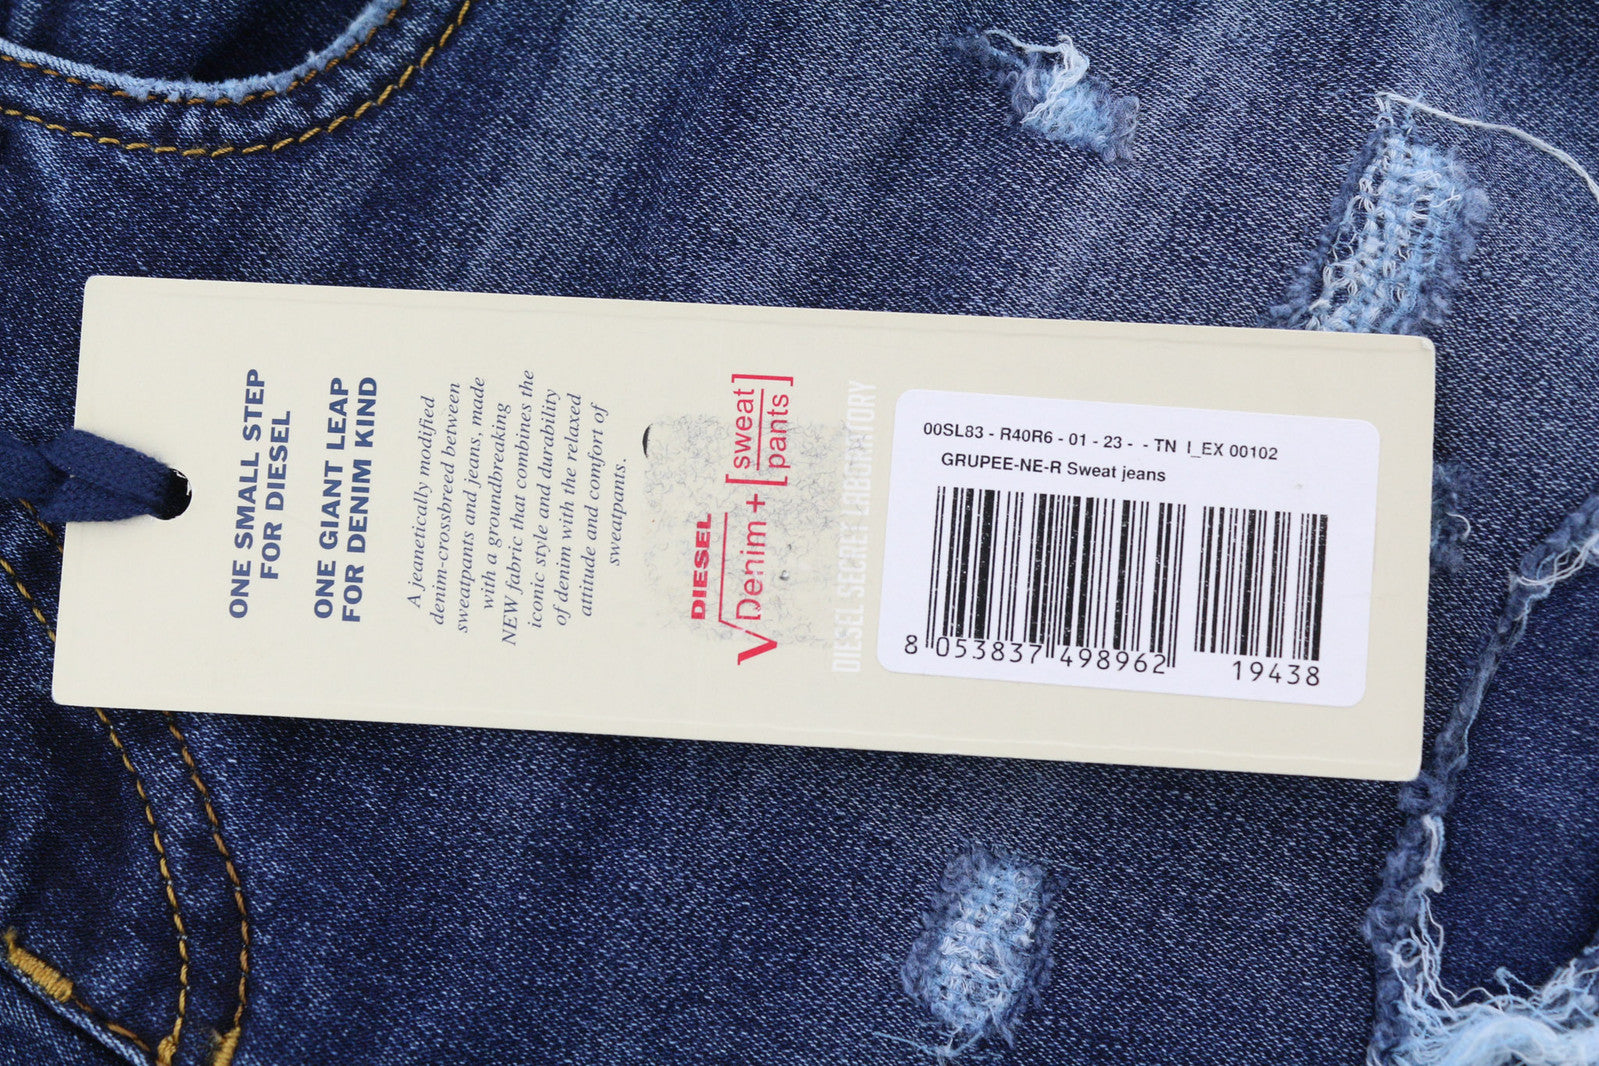 ONE SMALL STEP
FOR DIESEL
ONE GIANT LEAP
FOR DENIM KIND
A jeanetically modified
denim-crossbreed between
sweatpants and jeans, made
with a groundbreaking
NEW fabric that combines the
iconic style and durability
of denim with the relaxed
attitude and comfort of
sweatpants.
DIESEL
√Denim + [sweat]
[pants]
DIESEL SECRET LABORATORY
00SL83 - R40R6 - 01 - 23 - - TN I_EX 00102
GRUPEE-NE-R Sweat jeans
8 053837 498962 19438